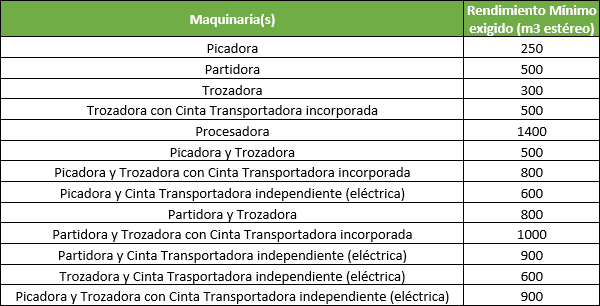 Maquinaria(s) Rendimiento Mínimo
exigido (m3 estéreo)
Picadora 250
Partidora 500
Trozadora 300
Trozadora con Cinta Transportadora incorporada 500
Procesadora 1400
Picadora y Trozadora 500
Picadora y Trozadora con Cinta Transportadora incorporada 800
Picadora y Cinta Transportadora independiente (eléctrica) 600
Partidora y Trozadora 800
Partidora y Trozadora con Cinta Transportadora incorporada 1000
Partidora y Cinta Transportadora independiente (eléctrica) 900
Trozadora y Cinta Trasportadora independiente (eléctrica) 600
Picadora y Trozadora con Cinta Transportadora independiente (eléctrica) 900